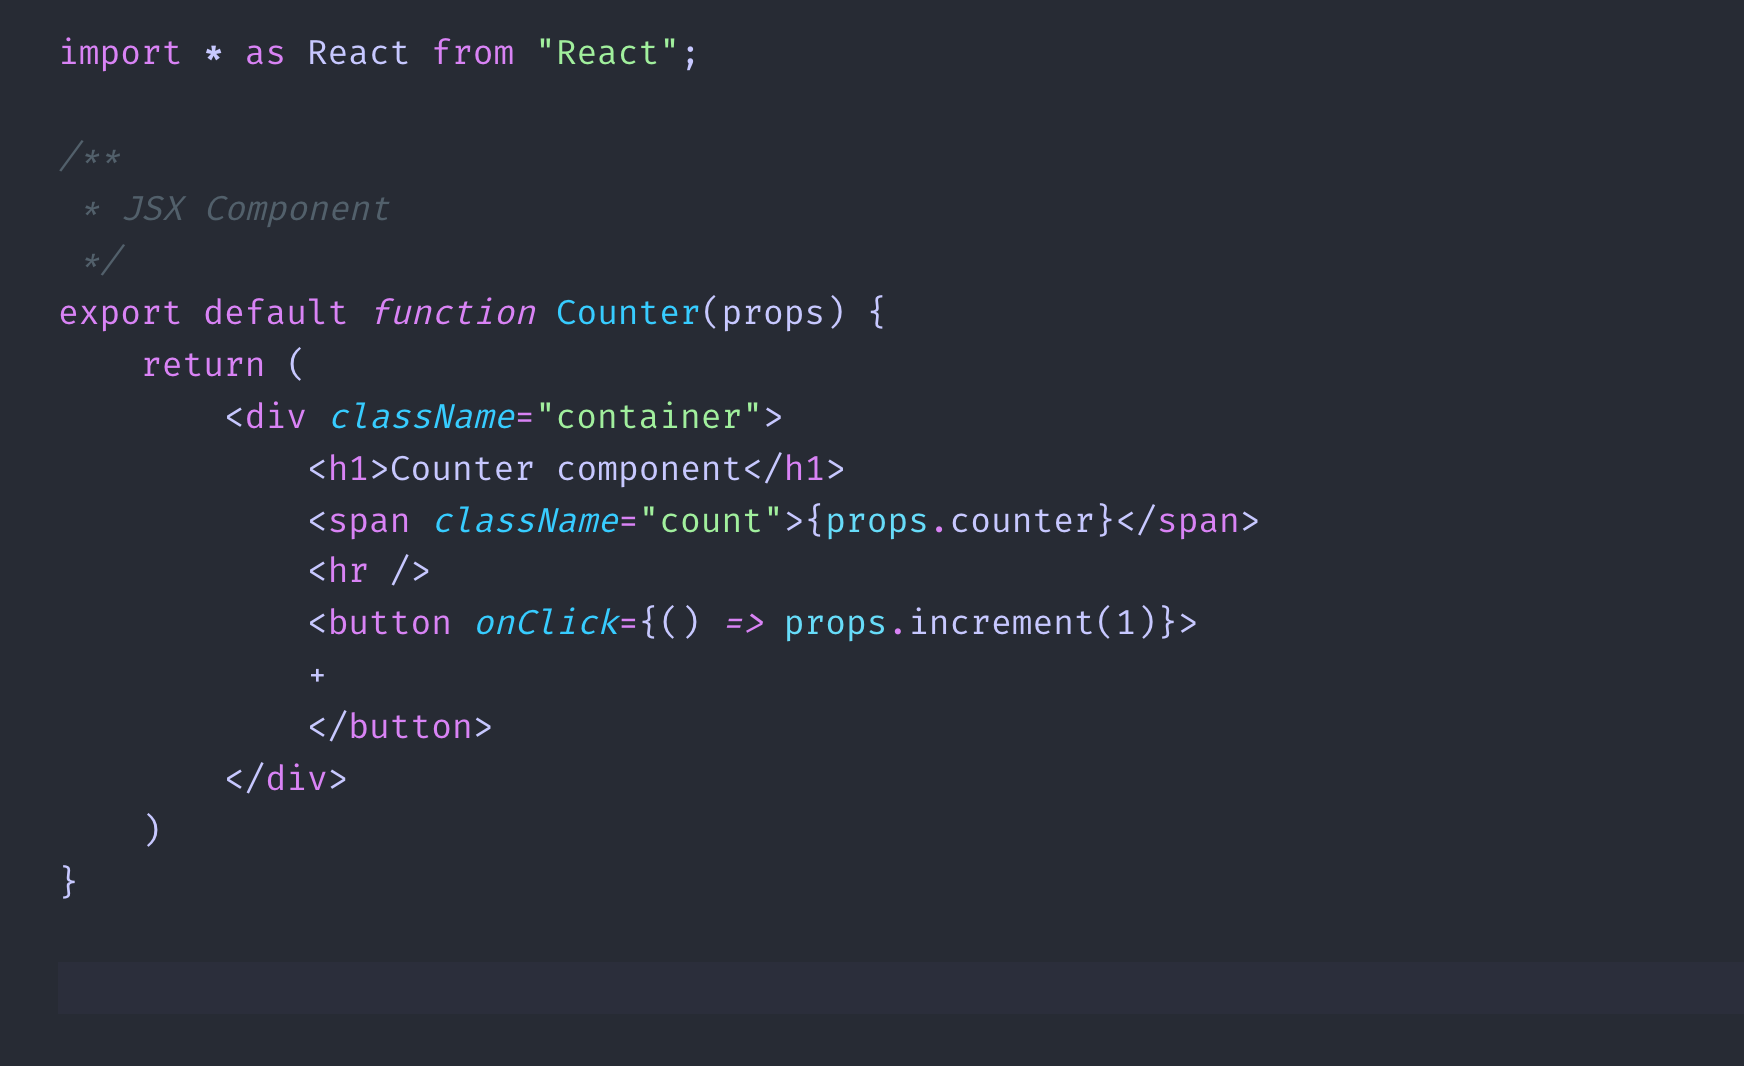 import * as React from "React";

/**
 * JSX Component
 */
export default function Counter(props) {
    return (
        <div className="container">
            <h1>Counter component</h1>
            <span className="count">{props.counter}</span>
            <hr />
            <button onClick={() => props.increment(1)}>
            +
            </button>
        </div>
    )
}